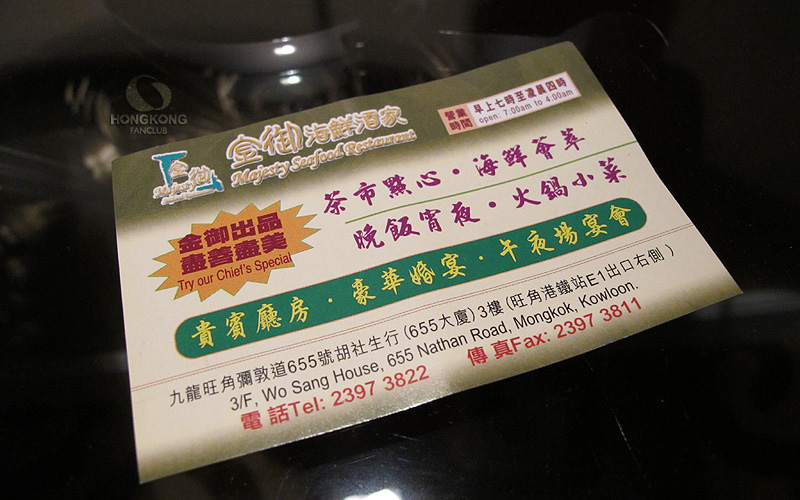 HONGKONG
FANCLUB
金御海鮮酒家
Majesty Seafood Restaurant
營業時間
早上七時至凌晨四時
open: 7:00am to 4:00am
金御
Majesty
茶市點心·海鮮薈萃
晚飯宵夜·火鍋小菜
金御出品
盡善盡美
Try our Chief's Special
貴賓廳房·豪華婚宴·午夜場宴會
九龍旺角彌敦道655號胡社生行(655大廈)3樓(旺角港鐵站E1出口右側)
3/F, Wo Sang House, 655 Nathan Road, Mongkok, Kowloon.
電話Tel: 2397 3822 傳真Fax: 2397 3811